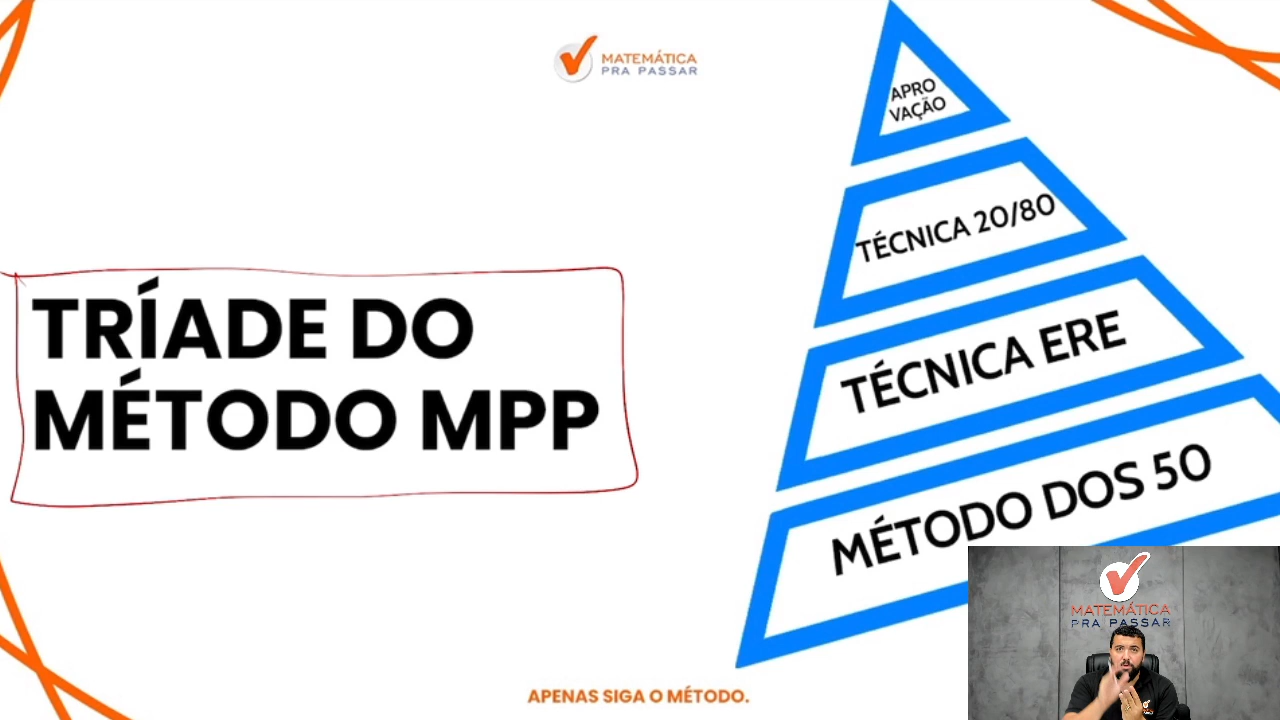 MATEMÁTICA
PRA PASSAR
TRÍADE DO
MÉTODO MPP
APRO
VAÇÃO
TÉCNICA 20/80
TÉCNICA ERE
MÉTODO DOS 50
MATEMÁTICA
PRA PASSAR
APENAS SIGA O MÉTODO.